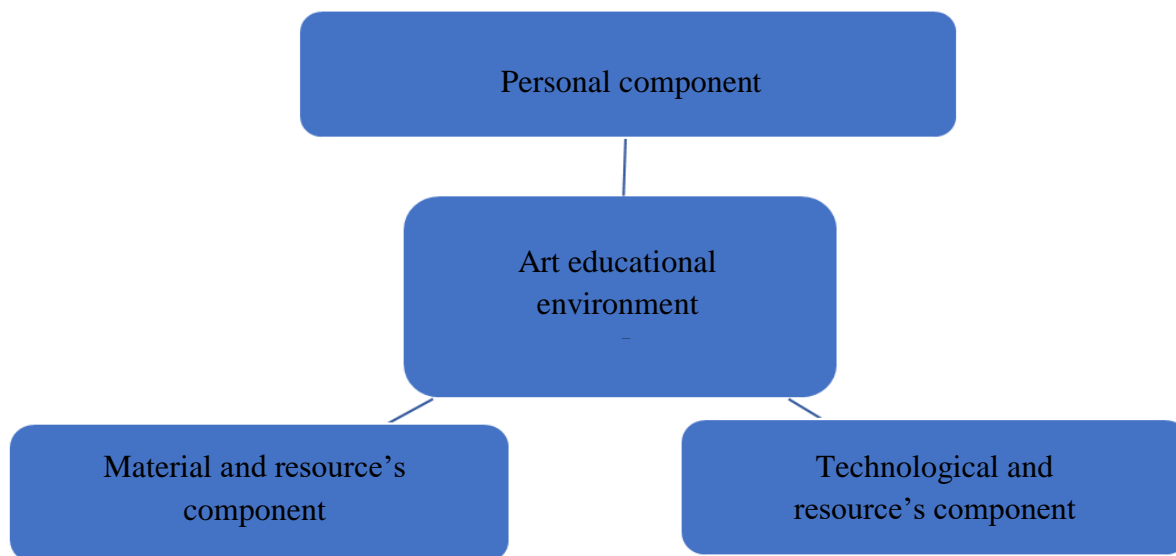 Personal component
Art educational
environment
Material and resource’s
component
Technological and
resource’s component